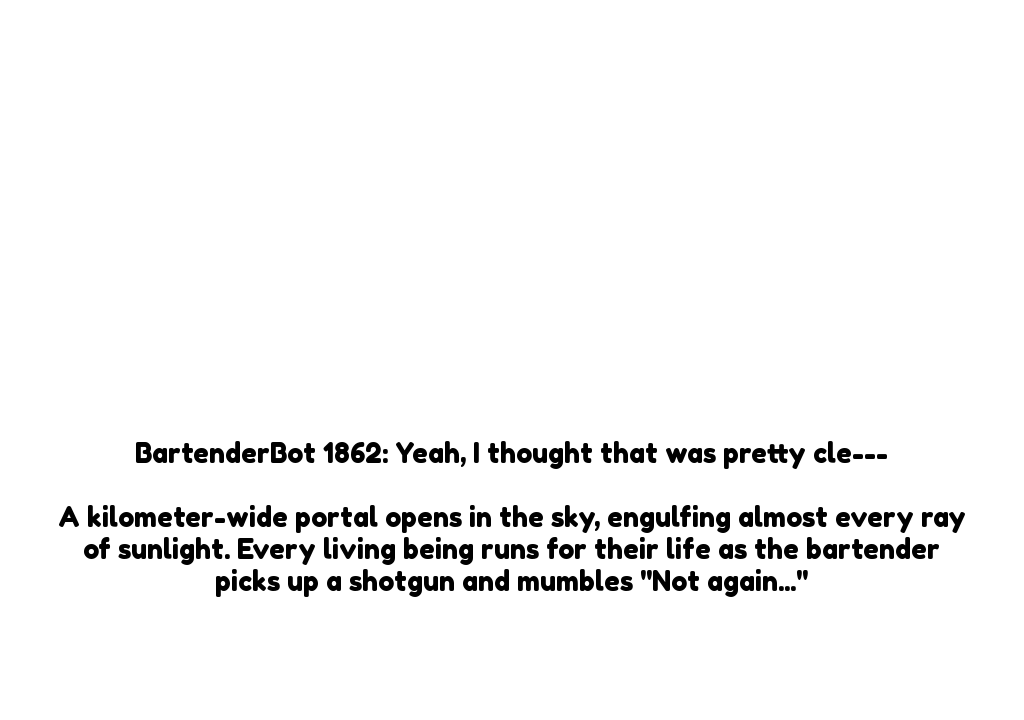 BartenderBot 1862: Yeah, I thought that was pretty cle---
A kilometer-wide portal opens in the sky, engulfing almost every ray
of sunlight. Every living being runs for their life as the bartender
picks up a shotgun and mumbles "Not again..."